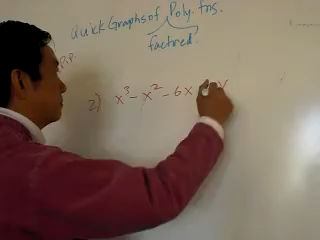 Quick Graphs of Poly. fns.
factored.
P.P.
2) x³ - x² - 6x